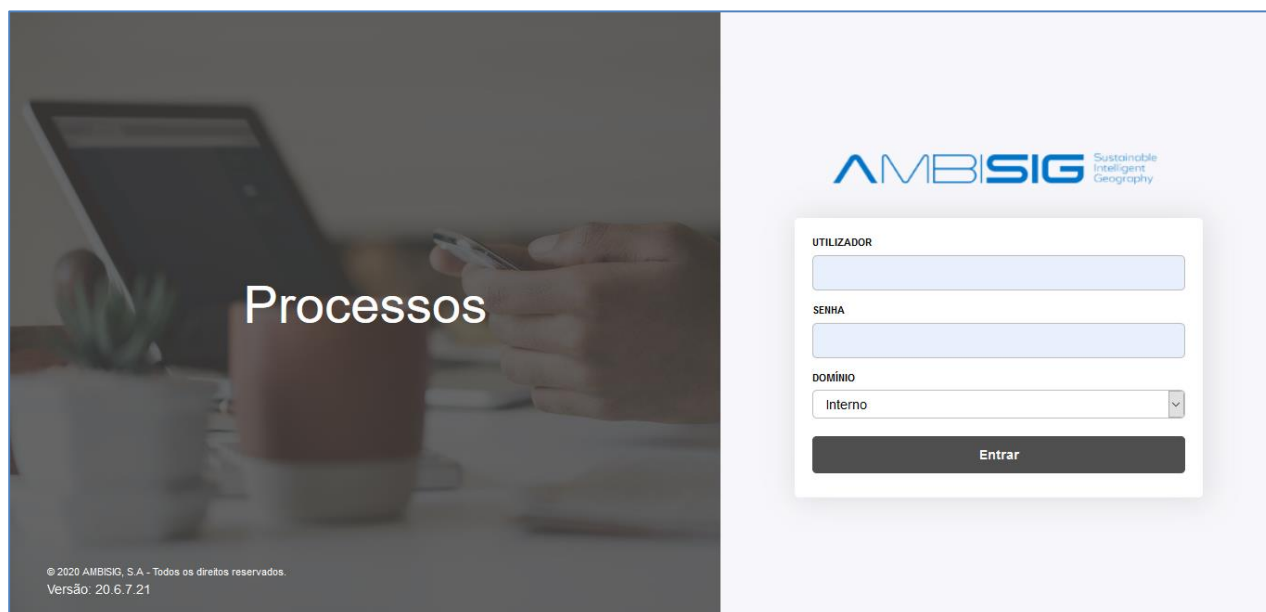 Processos
© 2020 AMBISIG, S.A - Todos os direitos reservados.
Versão: 20.6.7.21
AMBISIG
Sustainable
Intelligent
Geography
UTILIZADOR
SENHA
DOMÍNIO
Interno
Entrar